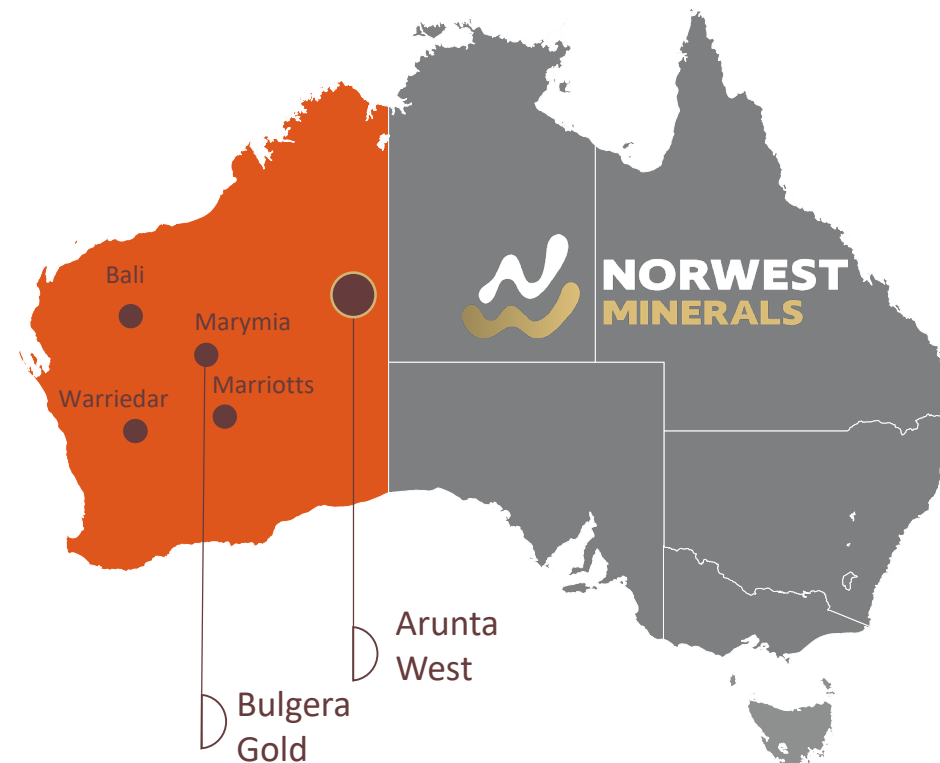 NORWEST
MINERALS
Bali
Marymia
Marriotts
Warriedar
Arunta
West
Bulgera
Gold